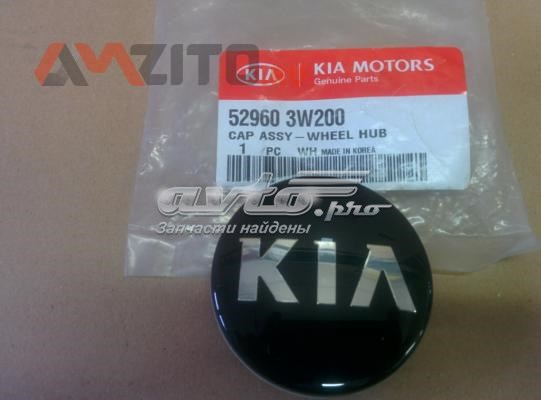 AMZITO
KIA KIA MOTORS
Genuine Parts
52960 3W200
CAP ASSY-WHEEL HUB
1 /PC WH MADE IN KOREA
avto.pro
Запчасти найдены
KIA